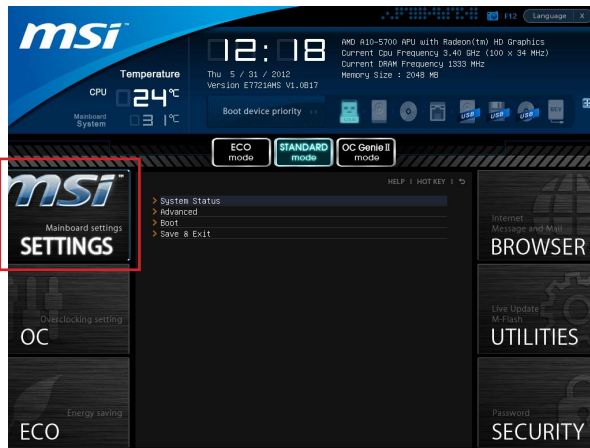 msi
12:18
Temperature
CPU 24°C
Mainboard
System 31°C
Thu 5 / 31 / 2012
Version E7721AMS V1.0B17
AMD A10-5700 APU with Radeon(tm) HD Graphics
Current Cpu Frequency 3.40 GHz (100 x 34 MHz)
Current DRAM Frequency 1333 MHz
Memory Size : 2048 MB
F12
Language
X
Boot device priority
USB
USB
USB
ECO
mode
STANDARD
mode
OC Genie II
mode
HELP | HOT KEY |
msi
Mainboard settings
SETTINGS
Overclocking setting
OC
Energy saving
ECO
> System Status
> Advanced
> Boot
> Save & Exit
Internet
Message and Mail
BROWSER
Live Update
M-Flash
UTILITIES
Password
SECURITY